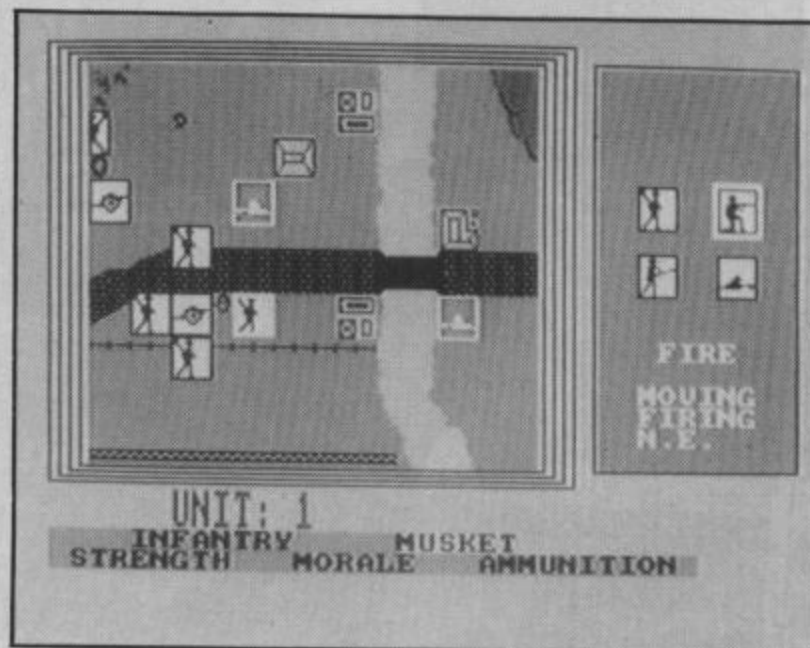 FIRE
MOVING
FIRING
N.E.
UNIT: 1
INFANTRY MUSKET
STRENGTH MORALE AMMUNITION